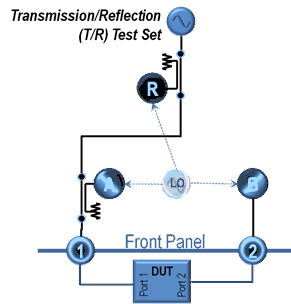 Transmission/Reflection
(T/R) Test Set
R
A
LO
B
1
Front Panel
2
Port 1
DUT
Port 2